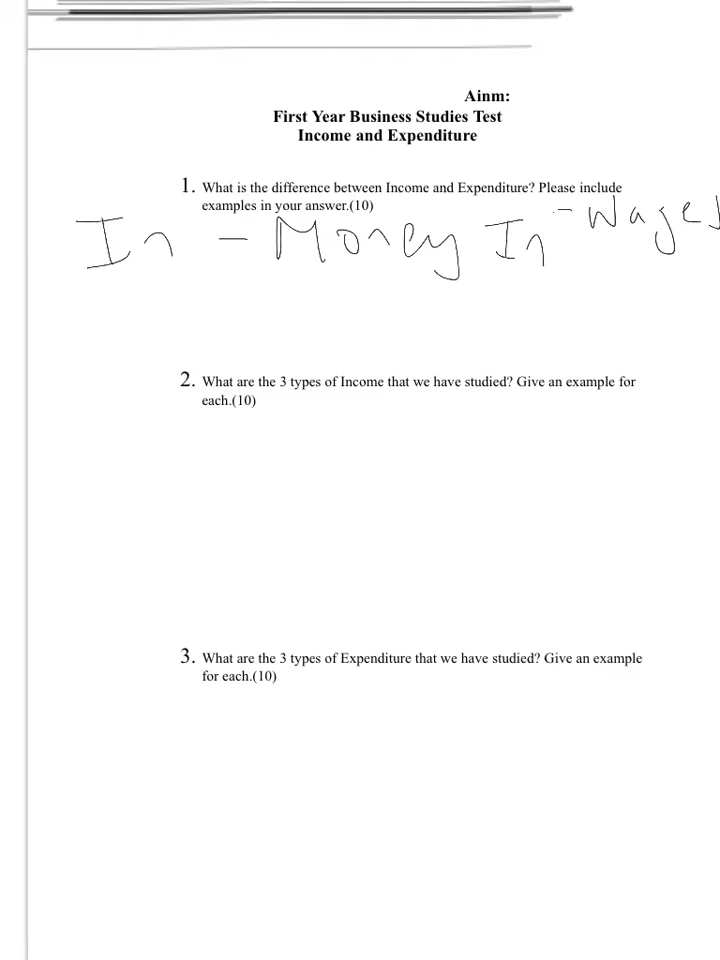 Ainm:
First Year Business Studies Test
Income and Expenditure
1. What is the difference between Income and Expenditure? Please include
examples in your answer.(10)
In - Money In - Wages
2. What are the 3 types of Income that we have studied? Give an example for
each.(10)
3. What are the 3 types of Expenditure that we have studied? Give an example
for each.(10)